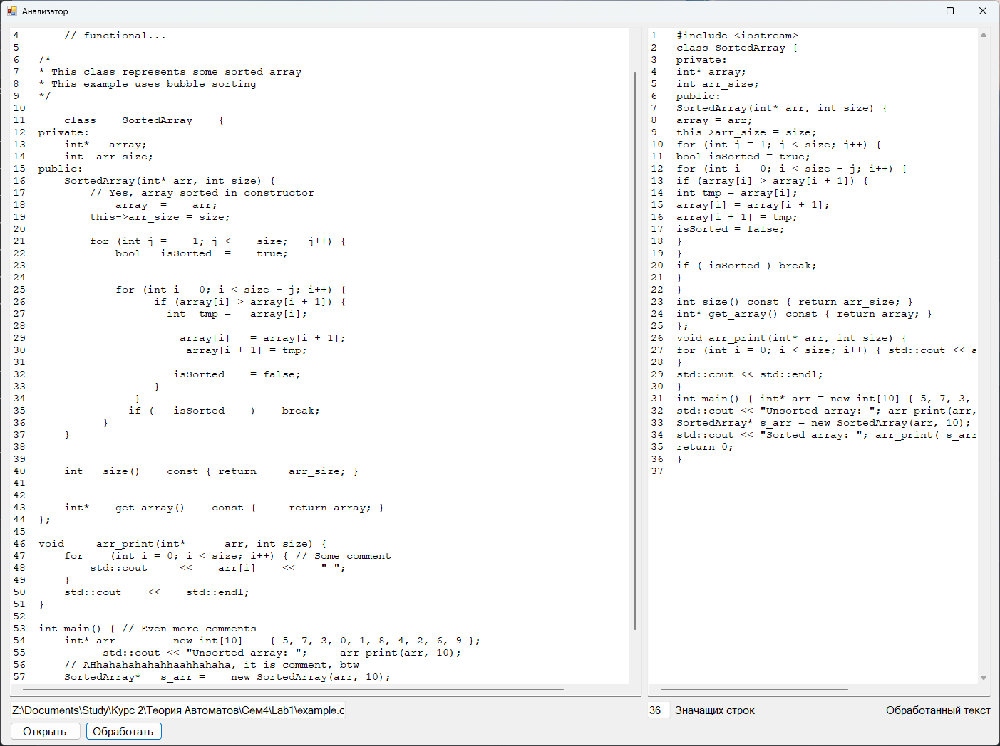 Анализатор
4 // functional...
5
6 /*
7 * This class represents some sorted array
8 * This example uses bubble sorting
9 */
10
11 class SortedArray {
12 private:
13 int* array;
14 int arr_size;
15 public:
16 SortedArray(int* arr, int size) {
17 // Yes, array sorted in constructor
18 array = arr;
19 this->arr_size = size;
20
21 for (int j = 1; j < size; j++) {
22 bool isSorted = true;
23
24
25 for (int i = 0; i < size - j; i++) {
26 if (array[i] > array[i + 1]) {
27 int tmp = array[i];
28
29 array[i] = array[i + 1];
30 array[i + 1] = tmp;
31
32 isSorted = false;
33 }
34 }
35 if ( isSorted ) break;
36 }
37 }
38
39
40 int size() const { return arr_size; }
41
42
43 int* get_array() const { return array; }
44 };
45
46 void arr_print(int* arr, int size) {
47 for (int i = 0; i < size; i++) { // Some comment
48 std::cout << arr[i] << " ";
49 }
50 std::cout << std::endl;
51 }
52
53 int main() { // Even more comments
54 int* arr = new int[10] { 5, 7, 3, 0, 1, 8, 4, 2, 6, 9 };
55 std::cout << "Unsorted array: "; arr_print(arr, 10);
56 // AHhahahahahahhaahhahaha, it is comment, btw
57 SortedArray* s_arr = new SortedArray(arr, 10);
1 #include <iostream>
2 class SortedArray {
3 private:
4 int* array;
5 int arr_size;
6 public:
7 SortedArray(int* arr, int size) {
8 array = arr;
9 this->arr_size = size;
10 for (int j = 1; j < size; j++) {
11 bool isSorted = true;
12 for (int i = 0; i < size - j; i++) {
13 if (array[i] > array[i + 1]) {
14 int tmp = array[i];
15 array[i] = array[i + 1];
16 array[i + 1] = tmp;
17 isSorted = false;
18 }
19 }
20 if ( isSorted ) break;
21 }
22 }
23 int size() const { return arr_size; }
24 int* get_array() const { return array; }
25 };
26 void arr_print(int* arr, int size) {
27 for (int i = 0; i < size; i++) { std::cout << a
28 }
29 std::cout << std::endl;
30 }
31 int main() { int* arr = new int[10] { 5, 7, 3,
32 std::cout << "Unsorted array: "; arr_print(arr,
33 SortedArray* s_arr = new SortedArray(arr, 10);
34 std::cout << "Sorted array: "; arr_print( s_arr
35 return 0;
36 }
37
Z:\Documents\Study\Курс 2\Теория Автоматов\Сем4\Lab1\example.c
36 Значащих строк
Обработанный текст
Открыть
Обработать